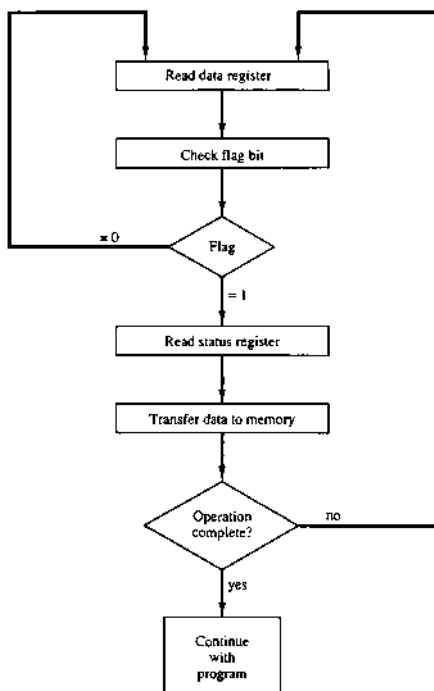 Read data register
Check flag bit
= 0
Flag
= 1
Read status register
Transfer data to memory
Operation
complete?
no
yes
Continue
with
program